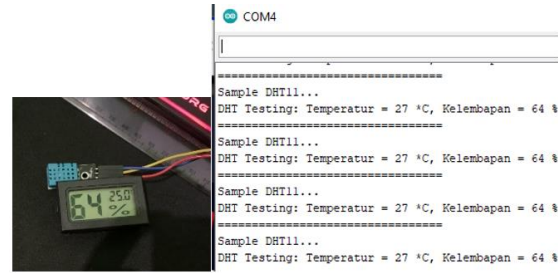 COM4
==================================
Sample DHT11...
DHT Testing: Temperatur = 27 *C, Kelembapan = 64 %
==================================
Sample DHT11...
DHT Testing: Temperatur = 27 *C, Kelembapan = 64 %
==================================
Sample DHT11...
DHT Testing: Temperatur = 27 *C, Kelembapan = 64 %
==================================
Sample DHT11...
DHT Testing: Temperatur = 27 *C, Kelembapan = 64 %
64 %
25.0